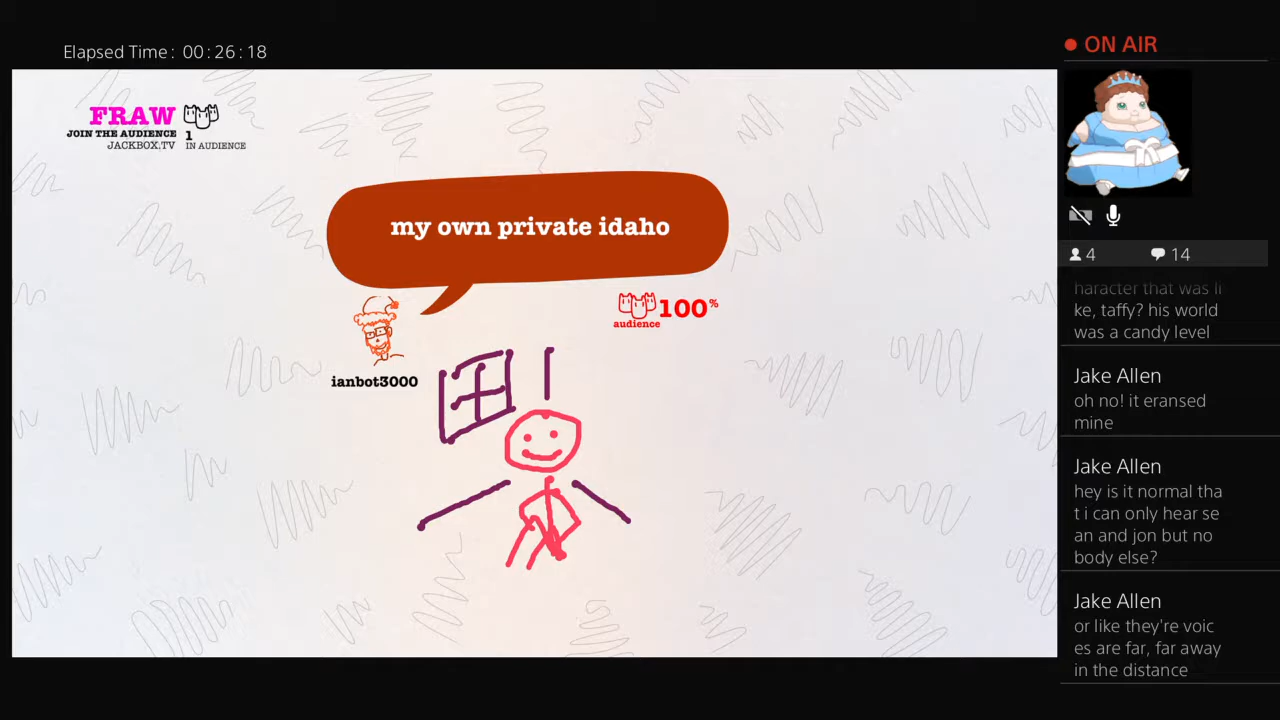 Elapsed Time: 00:26:18
ON AIR
FRAW
JOIN THE AUDIENCE
JACKBOX.TV
1
IN AUDIENCE
my own private idaho
audience
100%
ianbot3000
4
14
haracter that was li
ke, taffy? his world
was a candy level
Jake Allen
oh no! it eransed
mine
Jake Allen
hey is it normal tha
t i can only hear se
an and jon but no
body else?
Jake Allen
or like they're voic
es are far, far away
in the distance